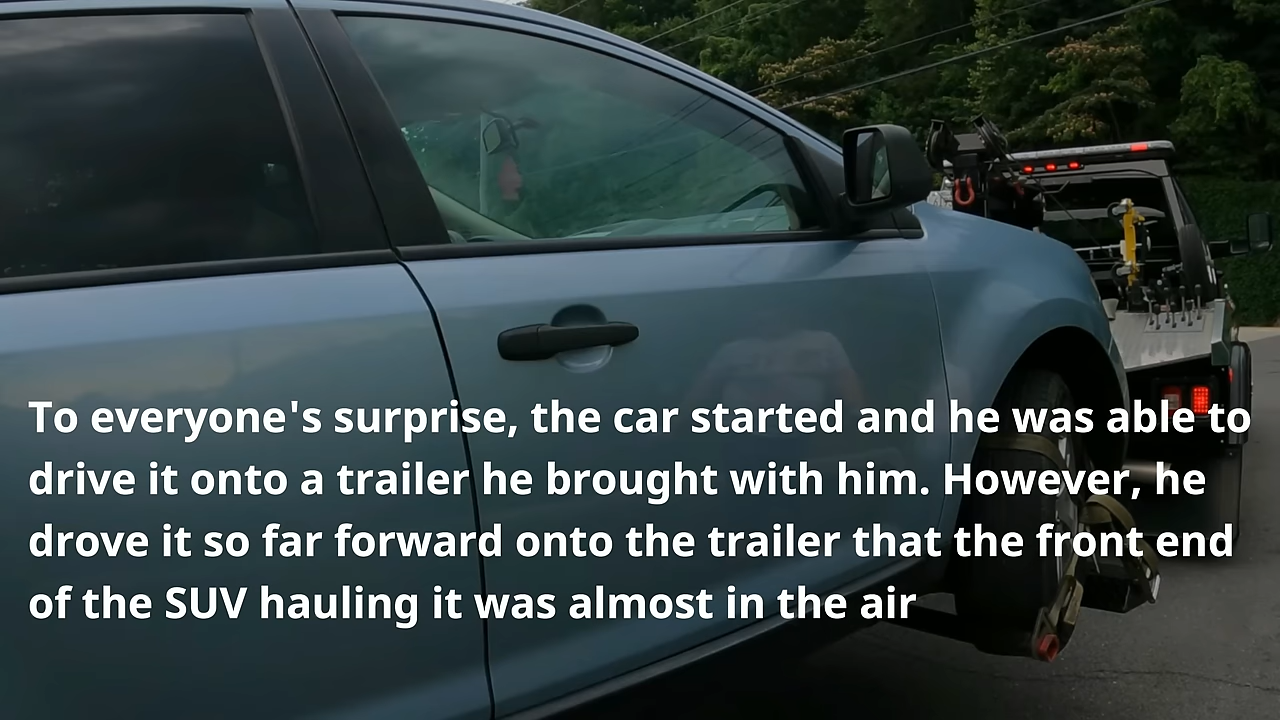 To everyone's surprise, the car started and he was able to
drive it onto a trailer he brought with him. However, he
drove it so far forward onto the trailer that the front end
of the SUV hauling it was almost in the air